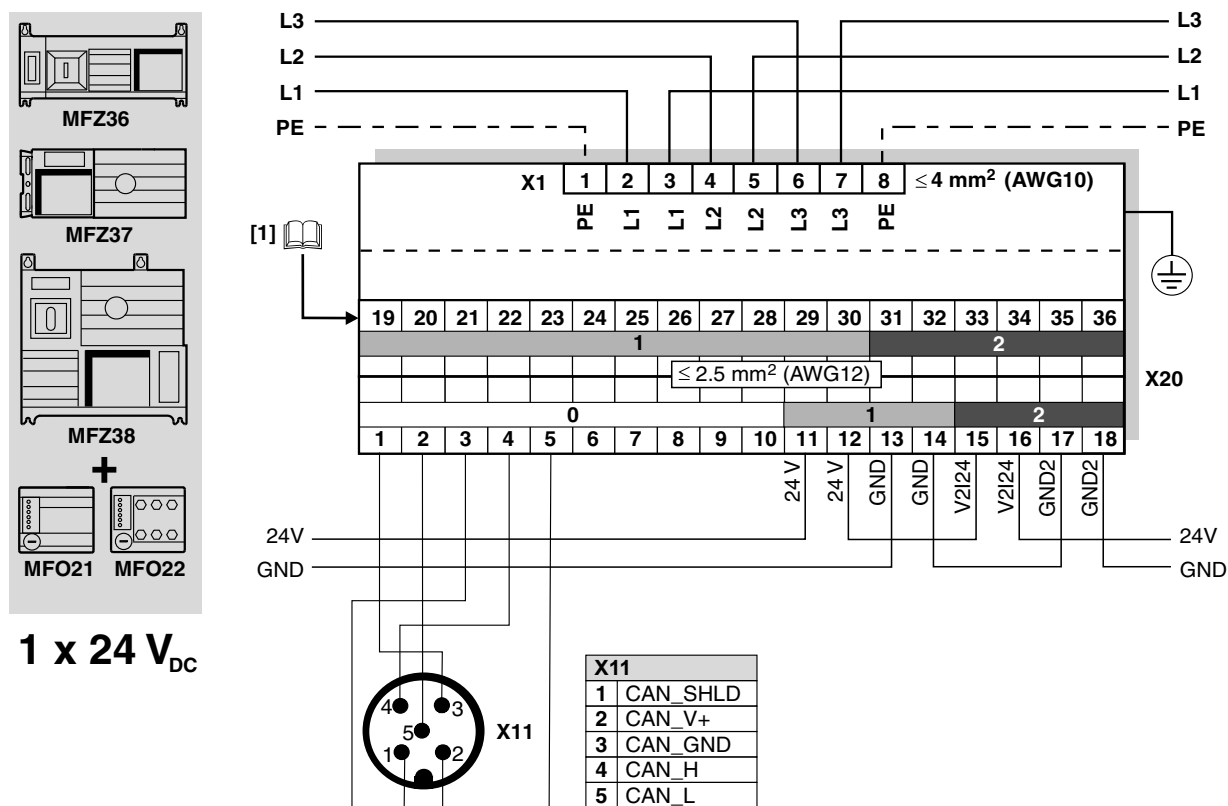 MFZ36
MFZ37
MFZ38
+
MFO21 MFO22
1 x 24 V DC
L3 L3
L2 L2
L1 L1
PE PE
X1 1 2 3 4 5 6 7 8 ≤ 4 mm² (AWG10)
PE L1 L1 L2 L2 L3 L3 PE
[1]
19 20 21 22 23 24 25 26 27 28 29 30 31 32 33 34 35 36
1 2
≤ 2.5 mm² (AWG12)
X20
0 1 2
1 2 3 4 5 6 7 8 9 10 11 12 13 14 15 16 17 18
24 V 24 V GND GND V2I24 V2I24 GND2 GND2
24V 24V
GND GND
4 3
5
1 2
X11
X11
1 CAN_SHLD
2 CAN_V+
3 CAN_GND
4 CAN_H
5 CAN_L